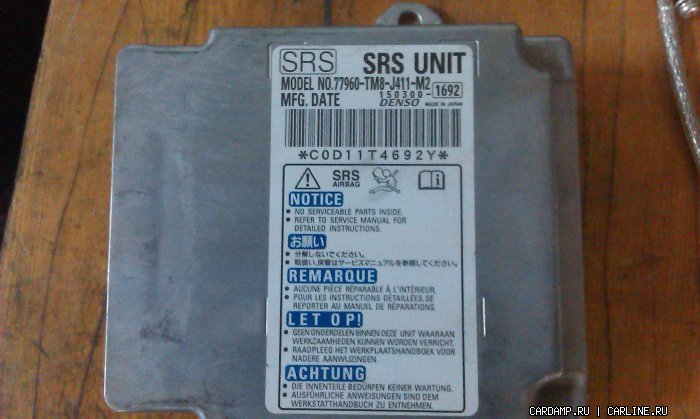 SRS SRS UNIT
MODEL NO.77960-TM8-J411-M2
MFG. DATE 150300-1692
DENSO MADE IN JAPAN
*C0D11T4692Y*
SRS
AIRBAG
NOTICE
• NO SERVICEABLE PARTS INSIDE.
• REFER TO SERVICE MANUAL FOR
DETAILED INSTRUCTIONS.
お願い
• 分解しないでください。
• 取扱い、保管はサービスマニュアルを参照してください。
REMARQUE
• AUCUNE PIÈCE RÉPARABLE À L'INTÉRIEUR.
• POUR LES INSTRUCTIONS DÉTAILLÉES, SE
REPORTER AU MANUEL DE RÉPARATIONS.
LET OP!
• GEEN ONDERDELEN BINNEN DEZE UNIT WAARAAN
WERKZAAMHEDEN KUNNEN WORDEN VERRICHT.
• RAADPLEEG HET WERKPLAATSHANDBOEK VOOR
NADERE AANWIJZINGEN.
ACHTUNG
• DIE INNENTEILE BEDÜRFEN KEINER WARTUNG.
• AUSFÜHRLICHE ANWEISUNGEN SIND DEM
WERKSTATTHANDBUCH ZU ENTNEHMEN.
CARDAMP.RU | CARLINE.RU